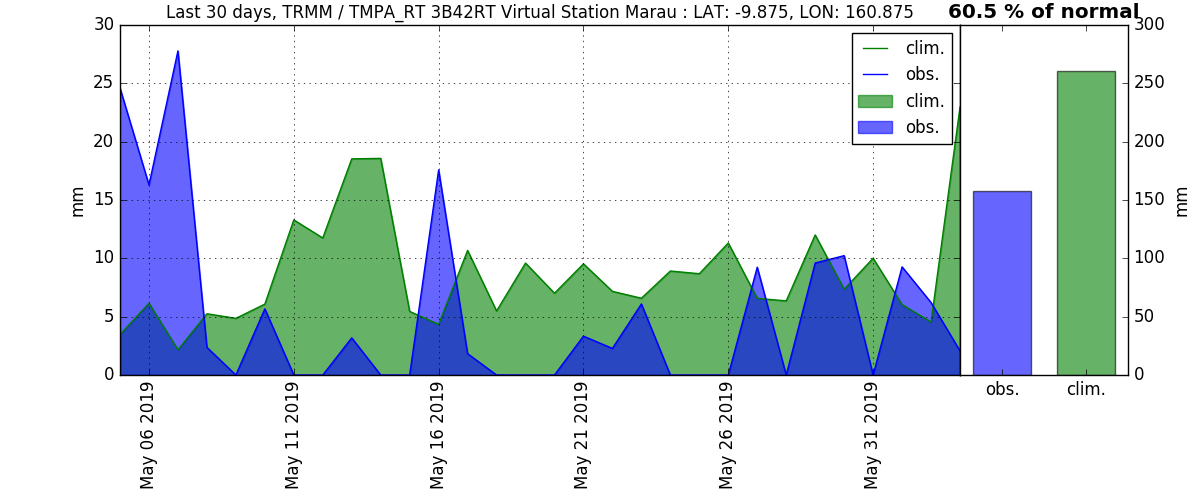 Last 30 days, TRMM / TMPA_RT 3B42RT Virtual Station Marau : LAT: -9.875, LON: 160.875
60.5 % of normal
30
25
20
15
10
5
0
mm
clim.
obs.
clim.
obs.
May 06 2019
May 11 2019
May 16 2019
May 21 2019
May 26 2019
May 31 2019
300
250
200
150
100
50
0
mm
obs.
clim.